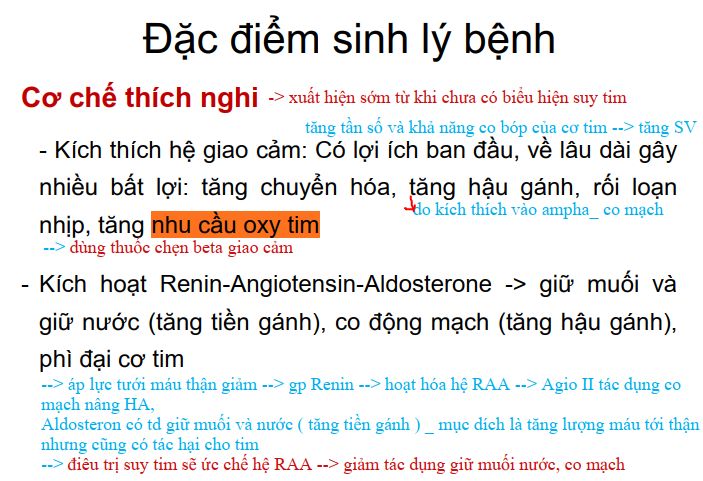 Đặc điểm sinh lý bệnh
Cơ chế thích nghi -> xuất hiện sớm từ khi chưa có biểu hiện suy tim
tăng tần số và khả năng co bóp của cơ tim --> tăng SV
- Kích thích hệ giao cảm: Có lợi ích ban đầu, về lâu dài gây
nhiều bất lợi: tăng chuyển hóa, tăng hậu gánh, rối loạn
do kích thích vào ampha_ co mạch
nhịp, tăng nhu cầu oxy tim
--> dùng thuốc chẹn beta giao cảm
- Kích hoạt Renin-Angiotensin-Aldosterone -> giữ muối và
giữ nước (tăng tiền gánh), co động mạch (tăng hậu gánh),
phì đại cơ tim
--> áp lực tưới máu thận giảm --> gp Renin --> hoạt hóa hệ RAA --> Agio II tác dụng co
mạch nâng HA,
Aldosteron có td giữ muối và nước ( tăng tiền gánh ) _ mục dích là tăng lượng máu tới thận
nhưng cũng có tác hại cho tim
--> điêu trị suy tim sẽ ức chế hệ RAA --> giảm tác dụng giữ muối nước, co mạch